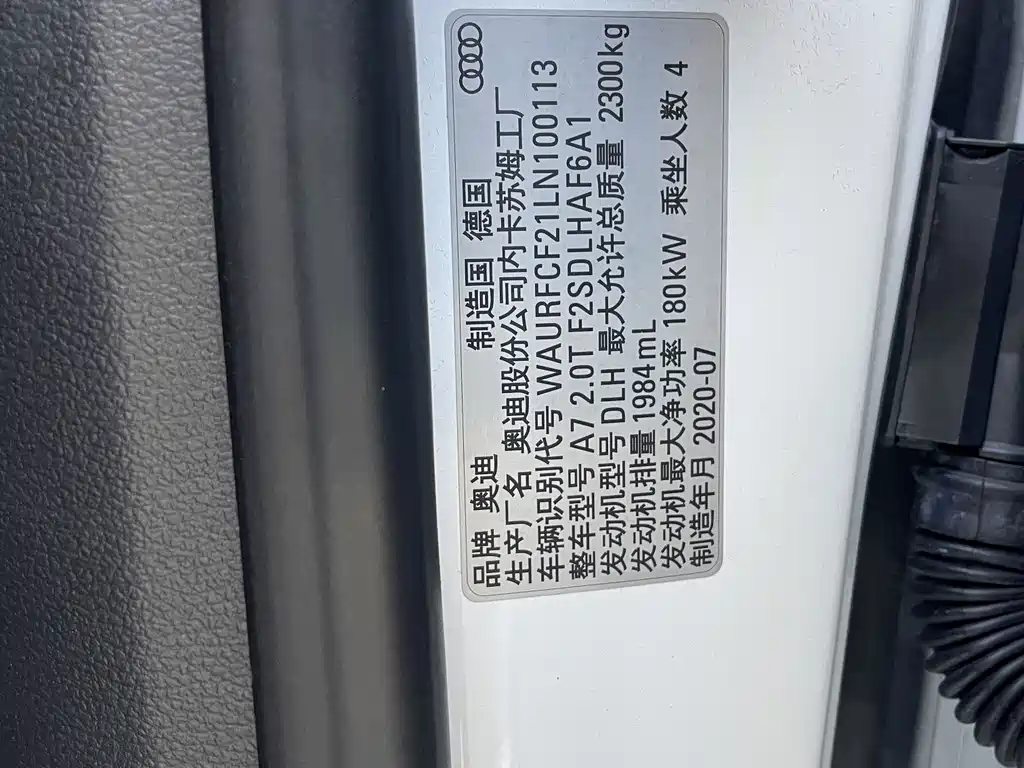 品牌 奥迪 制造国 德国
生产厂名 奥迪股份公司内卡苏姆工厂
车辆识别代号 WAURFCF21LN100113
整车型号 A7 2.0T F2SDLHAF6A1
发动机型号 DLH 最大允许总质量 2300kg
发动机排量 1984mL
发动机最大净功率 180kW 乘坐人数 4
制造年月 2020-07